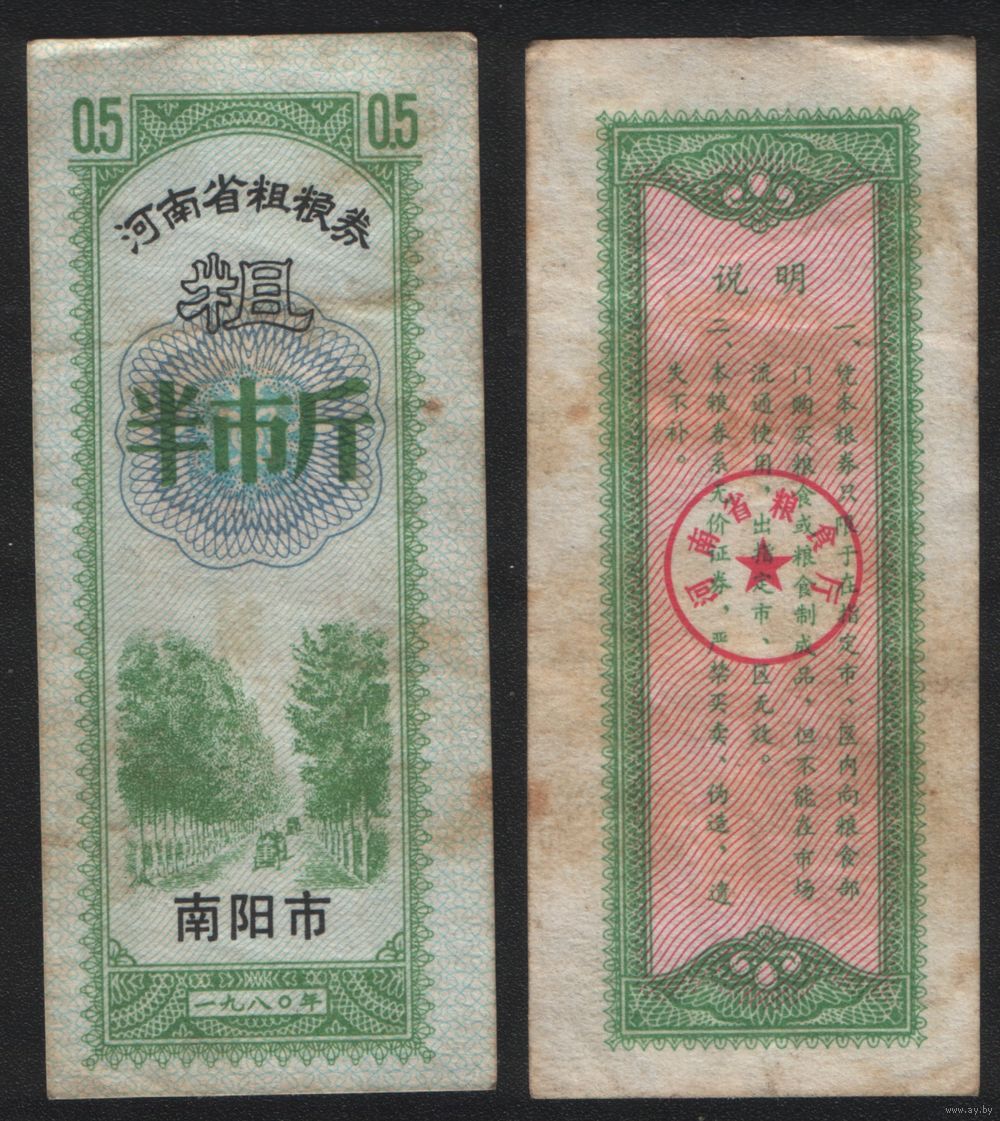 0.5 0.5
河南省粗粮券
粗
半市斤
南阳市
一九八〇年
说明
一、凭本粮券只限于在指定市、区内向粮食部
门购买粮食或粮食制成品，但不能在市场
流通使用，出指定市、区无效。
二、本粮券系无价证券，严禁买卖、伪造、遗
失不补。
河南省粮食厅
www.ay.by